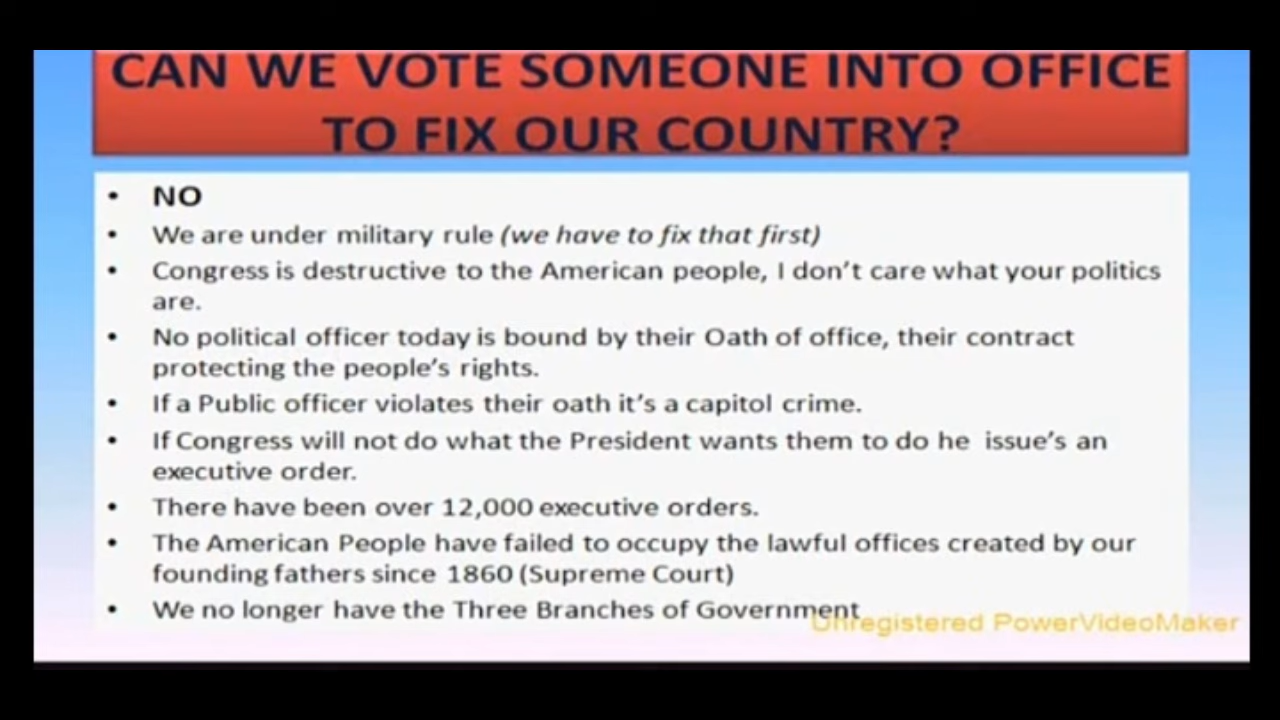 CAN WE VOTE SOMEONE INTO OFFICE
TO FIX OUR COUNTRY?
• NO
• We are under military rule (we have to fix that first)
• Congress is destructive to the American people, I don't care what your politics
are.
• No political officer today is bound by their Oath of office, their contract
protecting the people's rights.
• If a Public officer violates their oath it's a capitol crime.
• If Congress will not do what the President wants them to do he issue's an
executive order.
• There have been over 12,000 executive orders.
• The American People have failed to occupy the lawful offices created by our
founding fathers since 1860 (Supreme Court)
• We no longer have the Three Branches of Government
Unregistered PowerVideoMaker